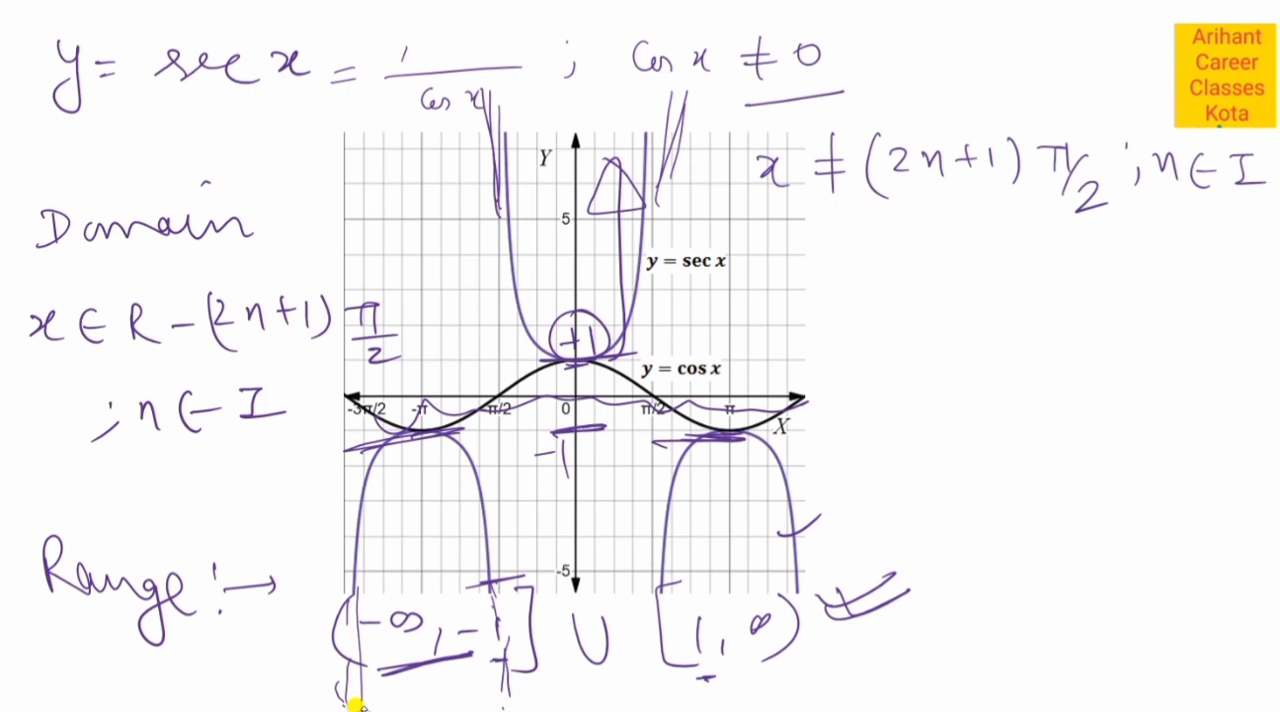 y = sec x = 1/cos x ; Cos x ≠ 0
Arihant
Career
Classes
Kota
x ≠ (2n+1) π/2 ; n ∈ I
Domain
x ∈ R - (2n+1) π/2
; n ∈ I
Y
5
y = sec x
+1
y = cos x
-3π/2 -π -π/2 0 π/2 π
X
-1
-5
Range :→ (-∞, -1] ∪ [1, ∞)